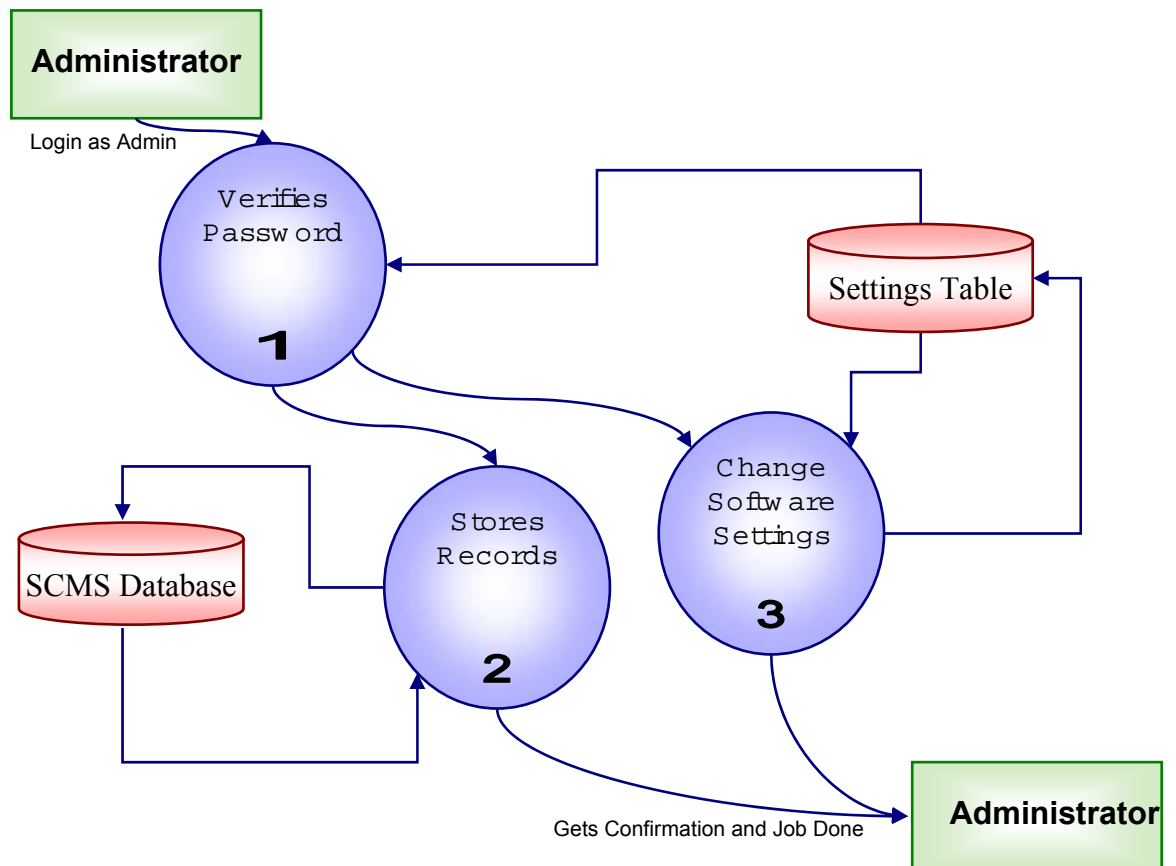 Administrator
Login as Admin
Verifies
Password
1
Settings Table
Change
Software
Settings
3
Stores
Records
2
SCMS Database
Gets Confirmation and Job Done
Administrator